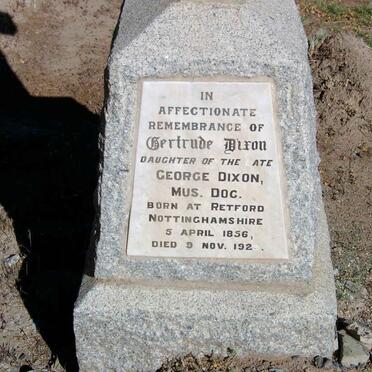 IN
AFFECTIONATE
REMEMBRANCE OF
Gertrude Dixon
DAUGHTER OF THE ATE
GEORGE DIXON,
MUS. DOC.
BORN AT RETFORD
NOTTINGHAMSHIRE
5 APRIL 1856,
DIED 9 NOV. 192 .